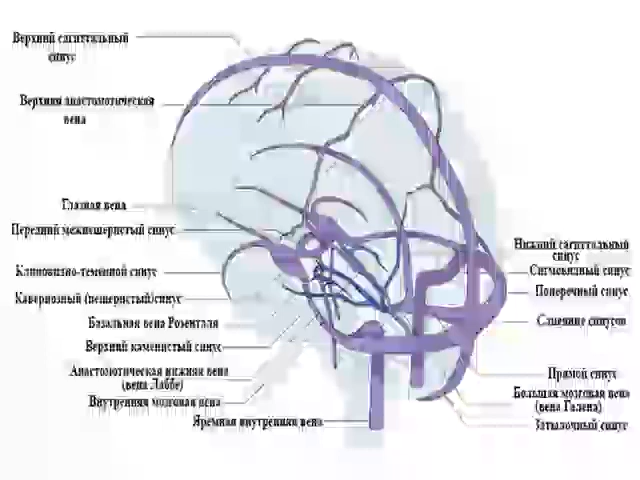 Верхний сагиттальный
синус
Верхняя анастомотическая
вена
Глазная вена
Передний межпещеристый синус
Клиновидно-теменной синус
Кавернозный (пещеристый)синус
Базальная вена Розенталя
Верхний каменистый синус
Анастомотическая нижняя вена
(вена Лаббе)
Внутренняя мозговая вена
Яремная внутренняя вена
Нижний сагиттальный
синус
Сигмовидный синус
Поперечный синус
Слияние синусов
Прямой синус
Большая мозговая вена
(вена Галена)
Затылочный синус